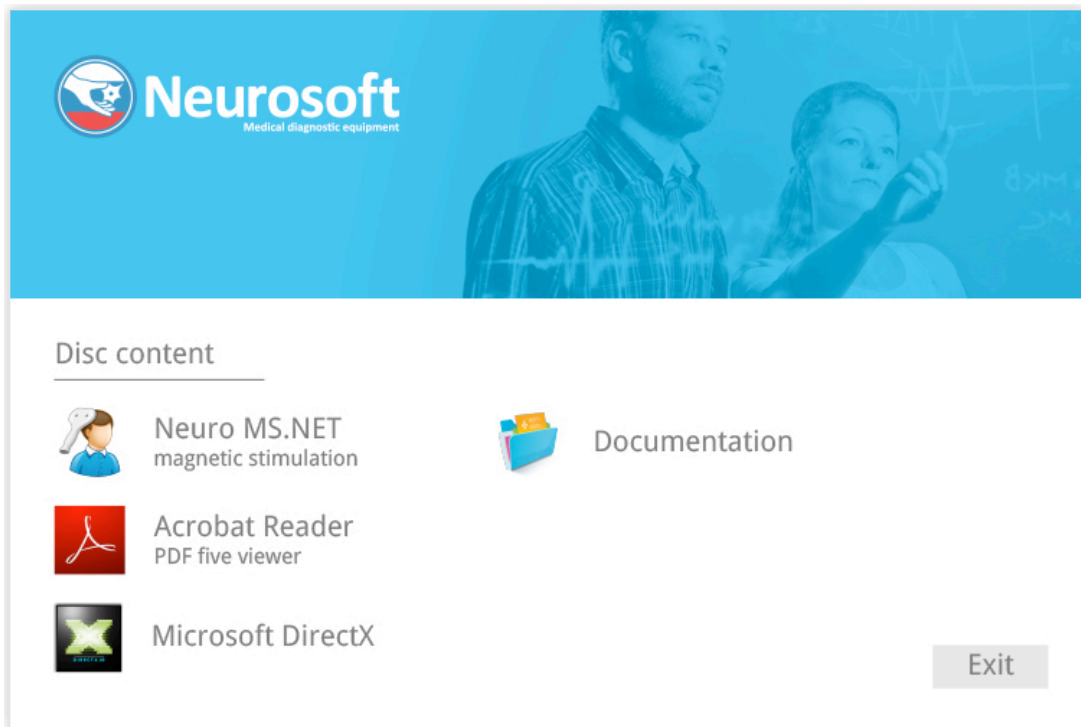 Neurosoft
Medical diagnostic equipment
Disc content
Neuro MS.NET
magnetic stimulation
Documentation
Acrobat Reader
PDF five viewer
Microsoft DirectX
Exit